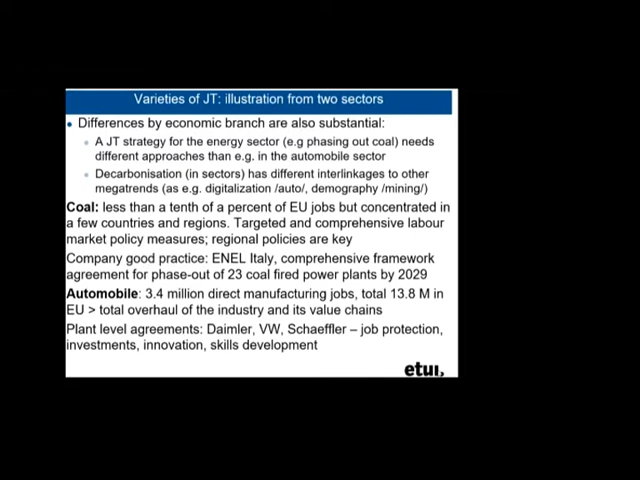 Varieties of JT: illustration from two sectors
• Differences by economic branch are also substantial:
• A JT strategy for the energy sector (e.g phasing out coal) needs
different approaches than e.g. in the automobile sector
• Decarbonisation (in sectors) has different interlinkages to other
megatrends (as e.g. digitalization /auto/, demography /mining/)
Coal: less than a tenth of a percent of EU jobs but concentrated in
a few countries and regions. Targeted and comprehensive labour
market policy measures; regional policies are key
Company good practice: ENEL Italy, comprehensive framework
agreement for phase-out of 23 coal fired power plants by 2029
Automobile: 3.4 million direct manufacturing jobs, total 13.8 M in
EU > total overhaul of the industry and its value chains
Plant level agreements: Daimler, VW, Schaeffler – job protection,
investments, innovation, skills development
etui.